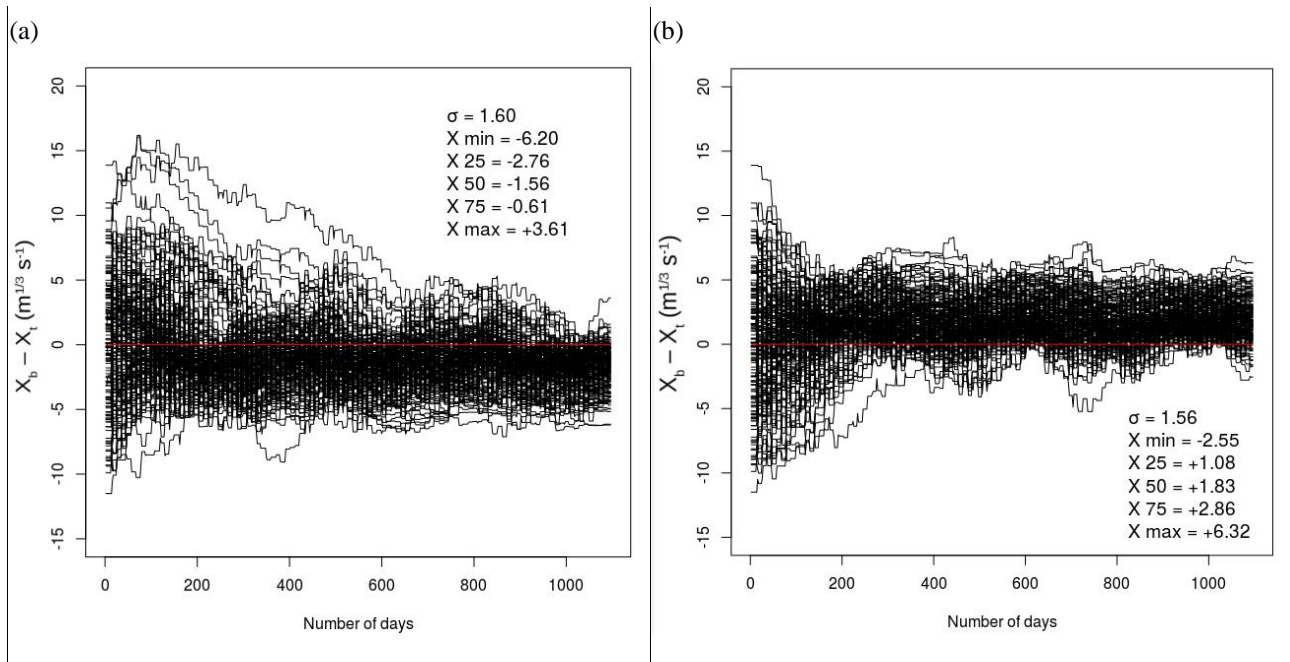 (a)
20
15
10
5
0
-5
-10
-15
X_b – X_t (m^1/3 s^-1)
σ = 1.60
X min = -6.20
X 25 = -2.76
X 50 = -1.56
X 75 = -0.61
X max = +3.61
0 200 400 600 800 1000
Number of days
(b)
20
15
10
5
0
-5
-10
-15
X_b – X_t (m^1/3 s^-1)
σ = 1.56
X min = -2.55
X 25 = +1.08
X 50 = +1.83
X 75 = +2.86
X max = +6.32
0 200 400 600 800 1000
Number of days